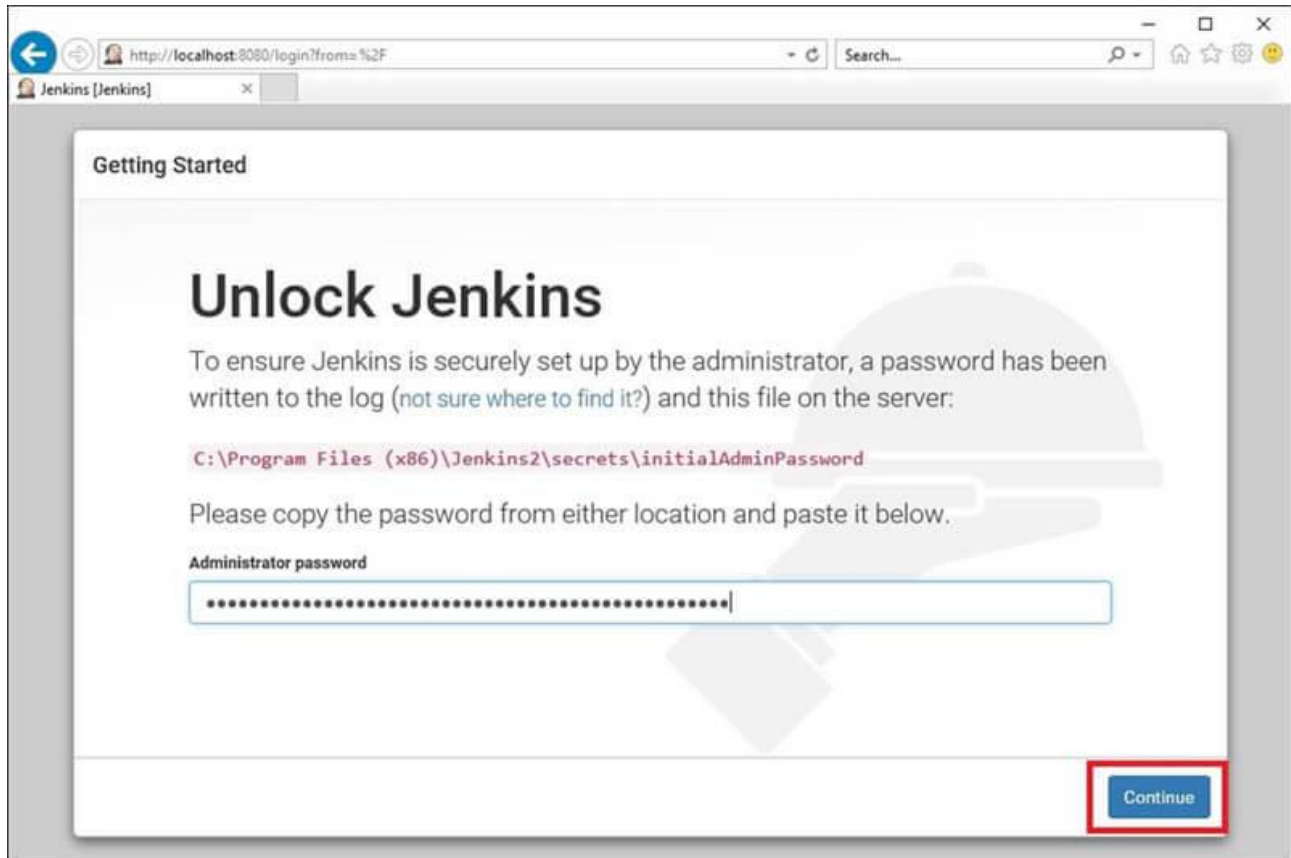 http://localhost:8080/login?from=%2F
Search...
Jenkins [Jenkins]
Getting Started
Unlock Jenkins
To ensure Jenkins is securely set up by the administrator, a password has been
written to the log (not sure where to find it?) and this file on the server:
C:\Program Files (x86)\Jenkins2\secrets\initialAdminPassword
Please copy the password from either location and paste it below.
Administrator password
Continue